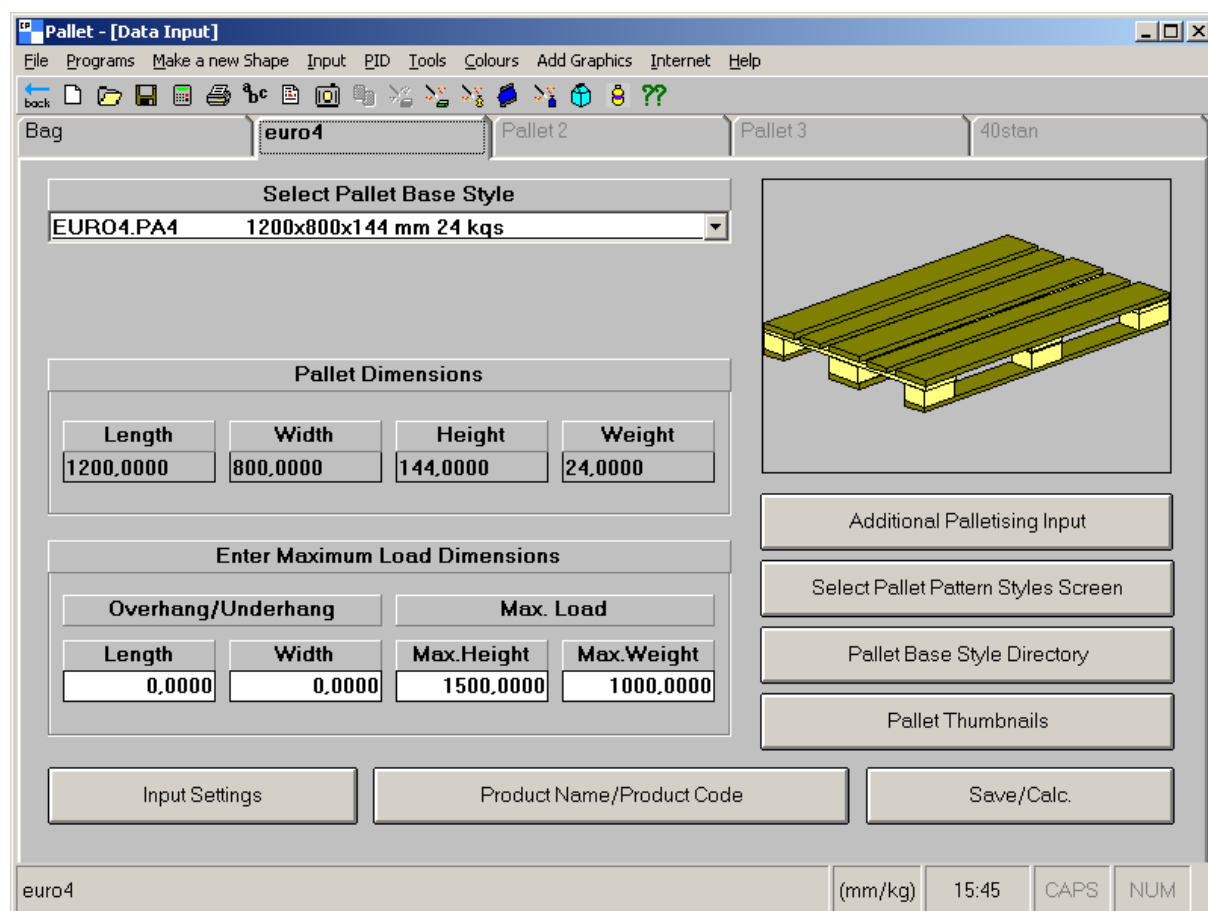 Pallet - [Data Input]
File Programs Make a new Shape Input PID Tools Colours Add Graphics Internet Help
back
Bag euro4 Pallet 2 Pallet 3 40stan
Select Pallet Base Style
EURO4.PA4 1200x800x144 mm 24 kgs
Pallet Dimensions
Length Width Height Weight
1200,0000 800,0000 144,0000 24,0000
Enter Maximum Load Dimensions
Overhang/Underhang Max. Load
Length Width Max.Height Max.Weight
0,0000 0,0000 1500,0000 1000,0000
Additional Palletising Input
Select Pallet Pattern Styles Screen
Pallet Base Style Directory
Pallet Thumbnails
Input Settings Product Name/Product Code Save/Calc.
euro4 (mm/kg) 15:45 CAPS NUM